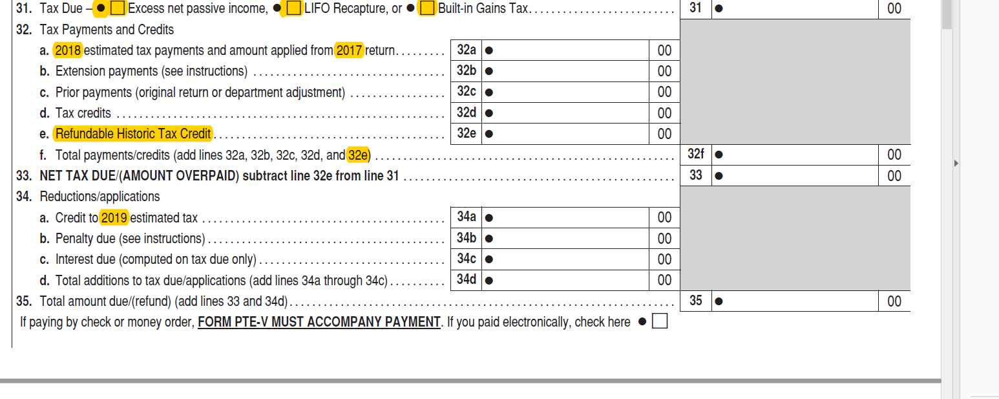 31. Tax Due – ● ☐ Excess net passive income, ● ☐ LIFO Recapture, or ● ☐ Built-in Gains Tax........................ 31 ● 00
32. Tax Payments and Credits
a. 2018 estimated tax payments and amount applied from 2017 return......... 32a ● 00
b. Extension payments (see instructions) ................................. 32b ● 00
c. Prior payments (original return or department adjustment) ................ 32c ● 00
d. Tax credits ......................................................... 32d ● 00
e. Refundable Historic Tax Credit........................................ 32e ● 00
f. Total payments/credits (add lines 32a, 32b, 32c, 32d, and 32e) ................................................... 32f ● 00
33. NET TAX DUE/(AMOUNT OVERPAID) subtract line 32e from line 31 .............................................. 33 ● 00
34. Reductions/applications
a. Credit to 2019 estimated tax .......................................... 34a ● 00
b. Penalty due (see instructions) ......................................... 34b ● 00
c. Interest due (computed on tax due only) ................................ 34c ● 00
d. Total additions to tax due/applications (add lines 34a through 34c).......... 34d ● 00
35. Total amount due/(refund) (add lines 33 and 34d)................................................................. 35 ● 00
If paying by check or money order, FORM PTE-V MUST ACCOMPANY PAYMENT. If you paid electronically, check here ● ☐